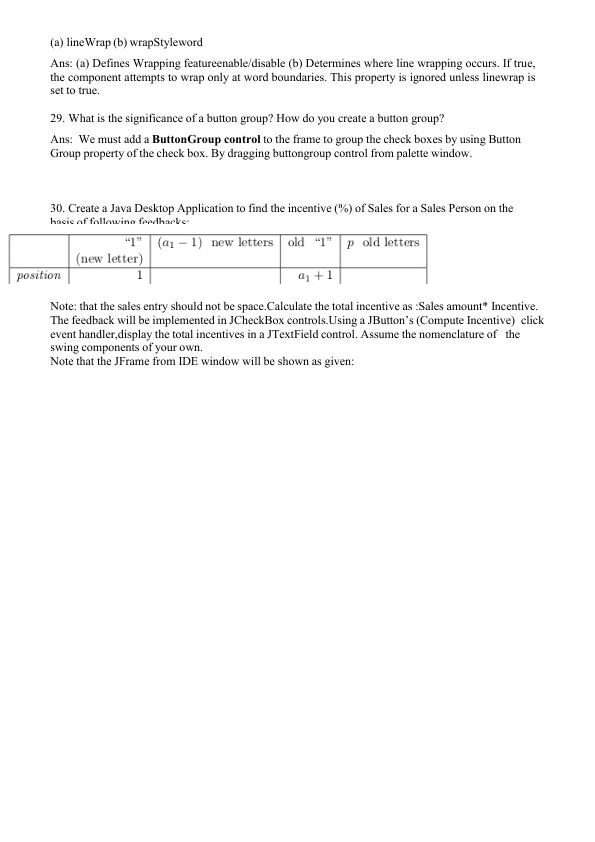 (a) lineWrap (b) wrapStyleword
Ans: (a) Defines Wrapping featureenable/disable (b) Determines where line wrapping occurs. If true,
the component attempts to wrap only at word boundaries. This property is ignored unless linewrap is
set to true.
29. What is the significance of a button group? How do you create a button group?
Ans:  We must add a ButtonGroup control to the frame to group the check boxes by using Button
Group property of the check box. By dragging buttongroup control from palette window.
30. Create a Java Desktop Application to find the incentive (%) of Sales for a Sales Person on the
basis of following feedbacks:
“1” (a₁ − 1) new letters old “1” p old letters
(new letter)
position 1 a₁ + 1
Note: that the sales entry should not be space.Calculate the total incentive as :Sales amount* Incentive.
The feedback will be implemented in JCheckBox controls.Using a JButton’s (Compute Incentive)  click
event handler,display the total incentives in a JTextField control. Assume the nomenclature of   the
swing components of your own.
Note that the JFrame from IDE window will be shown as given: